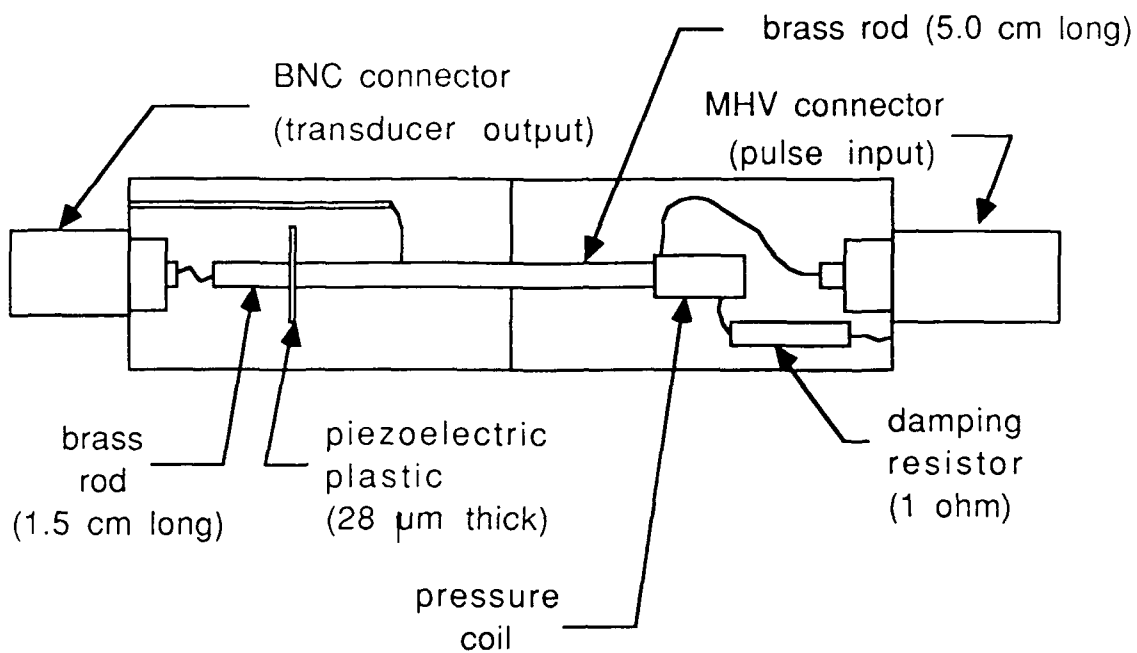 brass rod (5.0 cm long)
BNC connector
(transducer output)
MHV connector
(pulse input)
brass
rod
(1.5 cm long)
piezoelectric
plastic
(28 µm thick)
damping
resistor
(1 ohm)
pressure
coil